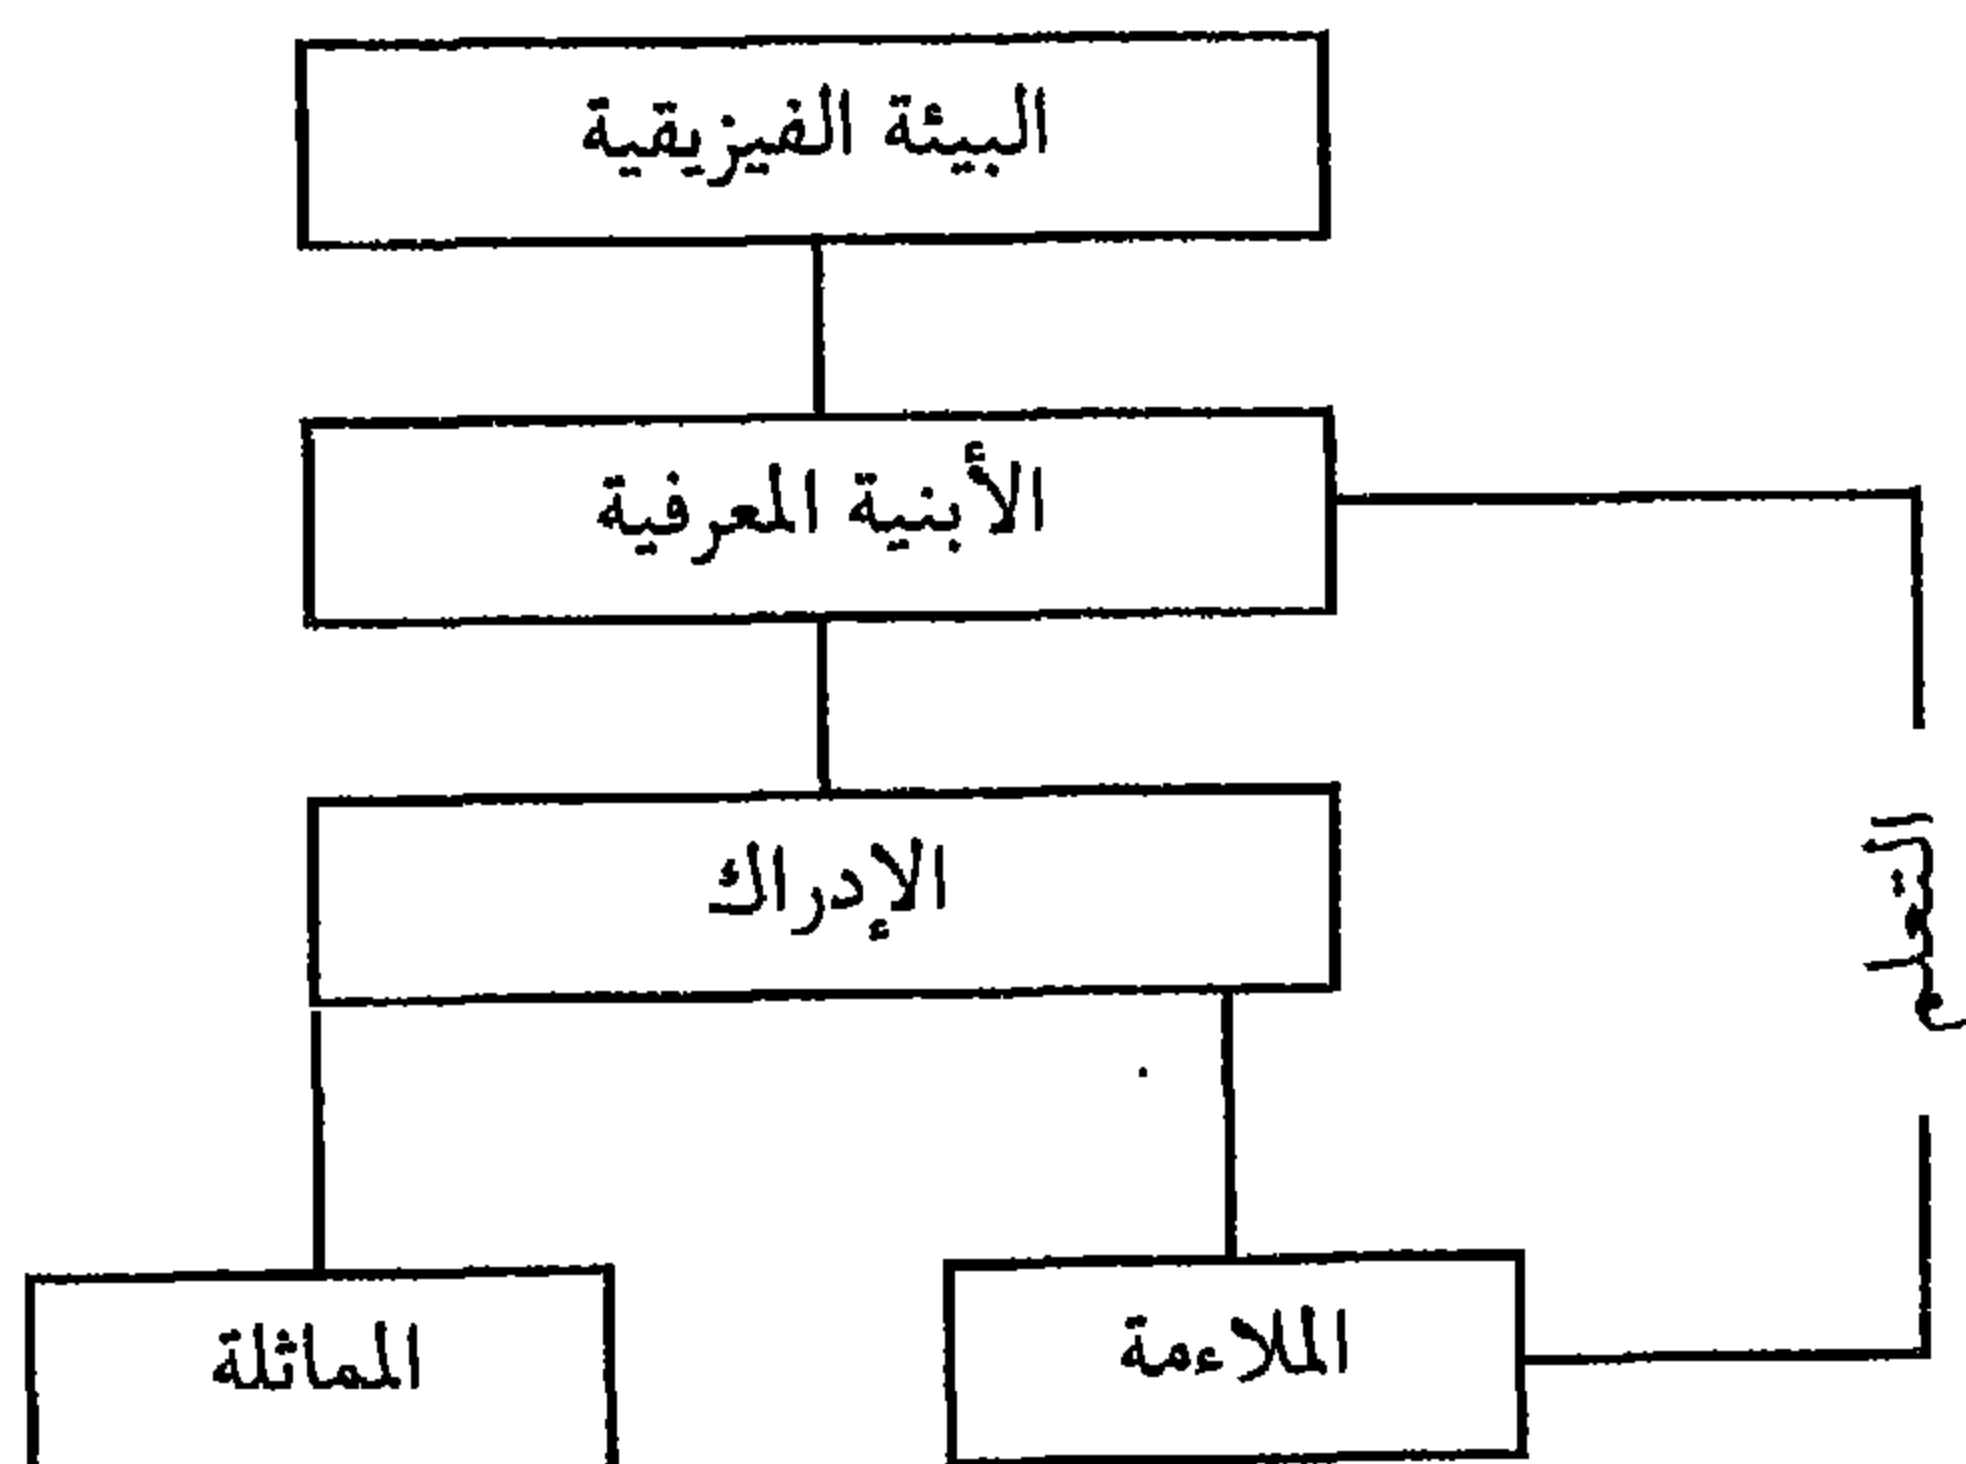 البيئة الفيزيقية
الأبنية المعرفية
الإدراك
التعلم
الملاءمة
المماثلة